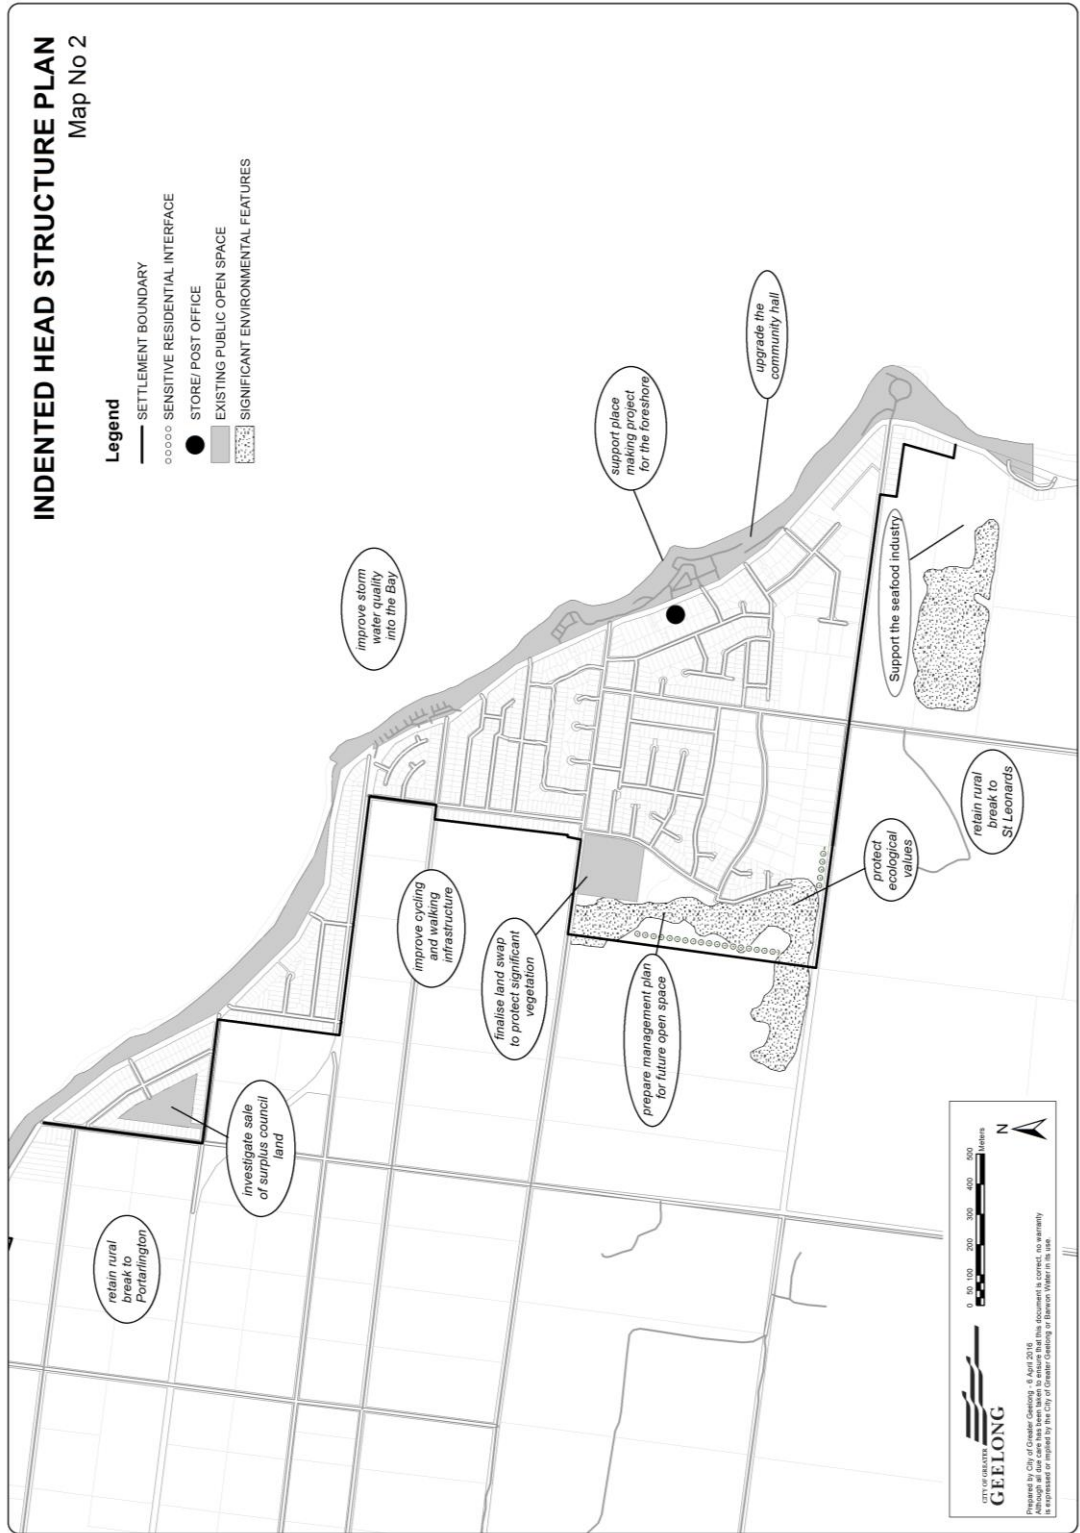 INDENTED HEAD STRUCTURE PLAN
Map No 2
Legend
SETTLEMENT BOUNDARY
SENSITIVE RESIDENTIAL INTERFACE
STORE/ POST OFFICE
EXISTING PUBLIC OPEN SPACE
SIGNIFICANT ENVIRONMENTAL FEATURES
improve storm
water quality
into the Bay
support place
making project
for the foreshore
upgrade the
community hall
retain rural
break to
Portarlington
investigate sale
of surplus council
land
improve cycling
and walking
infrastructure
finalise land swap
to protect significant
vegetation
prepare management plan
for future open space
protect
ecological
values
Support the seafood industry
retain rural
break to
St Leonards
CITY OF GREATER
GEELONG
0 50 100 200 300 400 500
Meters
N
Prepared by City of Greater Geelong - 6 April 2016
Although all due care has been taken to ensure that this document is correct, no warranty
is expressed or implied by the City of Greater Geelong or Barwon Water in its use.